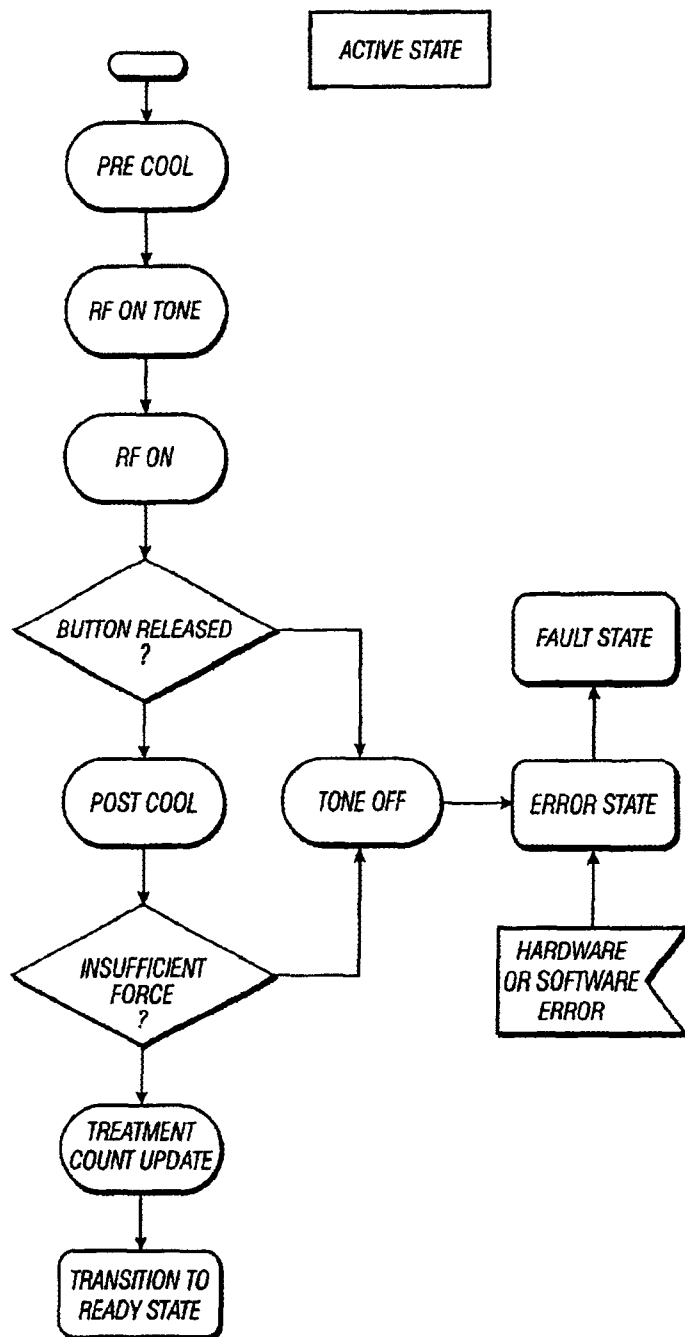 ACTIVE STATE
PRE COOL
RF ON TONE
RF ON
BUTTON RELEASED
?
FAULT STATE
POST COOL
TONE OFF
ERROR STATE
INSUFFICIENT
FORCE
?
HARDWARE
OR SOFTWARE
ERROR
TREATMENT
COUNT UPDATE
TRANSITION TO
READY STATE